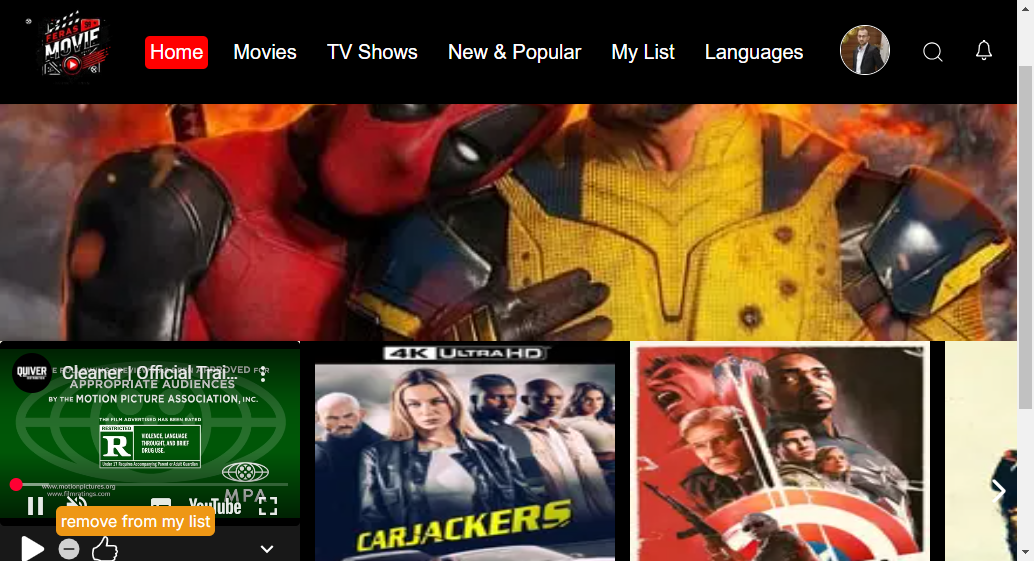 FERAS
MOVIE
Home
Movies
TV Shows
New & Popular
My List
Languages
QUIVER
Cleaner | Official Trai...
APPROPRIATE AUDIENCES
BY THE MOTION PICTURE ASSOCIATION, INC.
THE FILM ADVERTISED HAS BEEN RATED
RESTRICTED
R
VIOLENCE, LANGUAGE
THROUGHOUT, AND BRIEF
DRUG USE.
Under 17 Requires Accompanying Parent or Adult Guardian
www.motionpictures.org
www.filmratings.com
MPA
YouTube
remove from my list
4K ULTRA HD
CARJACKERS